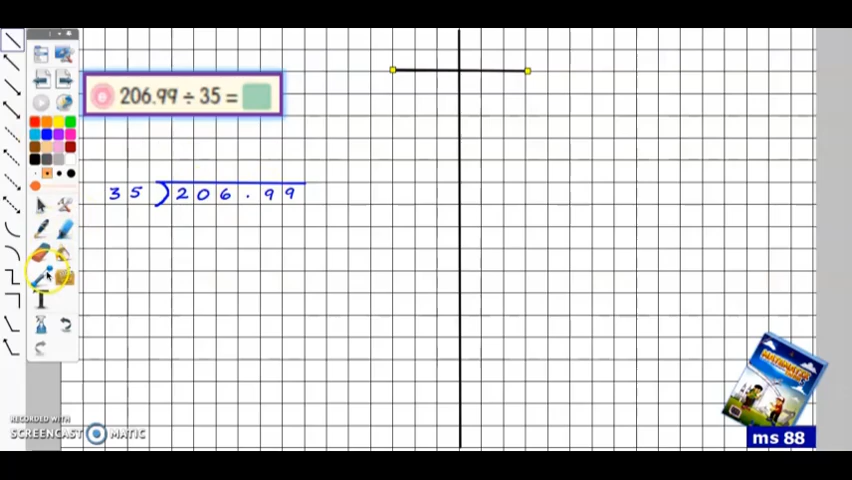 e 206.99 ÷ 35 =
35 206.99
RECORDED WITH
SCREENCAST MATIC
ms 88